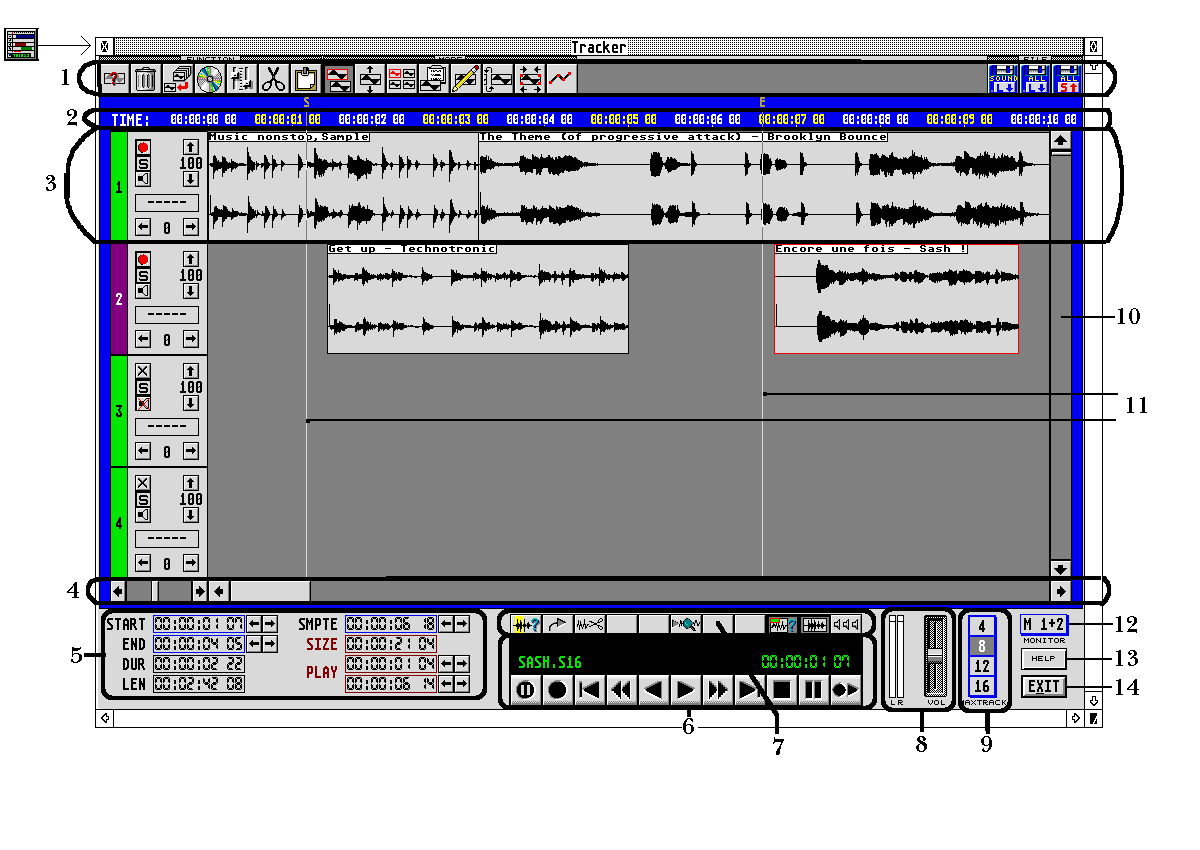 Tracker
FUNCTION
MODE
FILE
1
SOUND
ALL
ALL
S
S E
2
TIME: 00:00:00 00 00:00:01 00 00:00:02 00 00:00:03 00 00:00:04 00 00:00:05 00 00:00:06 00 00:00:07 00 00:00:08 00 00:00:09 00 00:00:10 00
Music nonstop,Sample
The Theme (of progressive attack) - Brooklyn Bounce
3
1
S
100
-----
0
Get up - Technotronic
Encore une fois - Sash !
2
S
100
-----
0
10
3
S
100
-----
0
11
4
S
100
-----
0
4
5
START 00:00:01 07
END 00:00:04 05
DUR 00:00:02 22
LEN 00:02:42 08
SMPTE 00:00:06 18
SIZE 00:00:21 04
PLAY 00:00:01 04
00:00:06 14
SASH.S16 00:00:01 07
L R VOL
4
8
12
16
MAXTRACK
M 1+2
MONITOR
HELP
EXIT
12
13
14
6
7
8
9